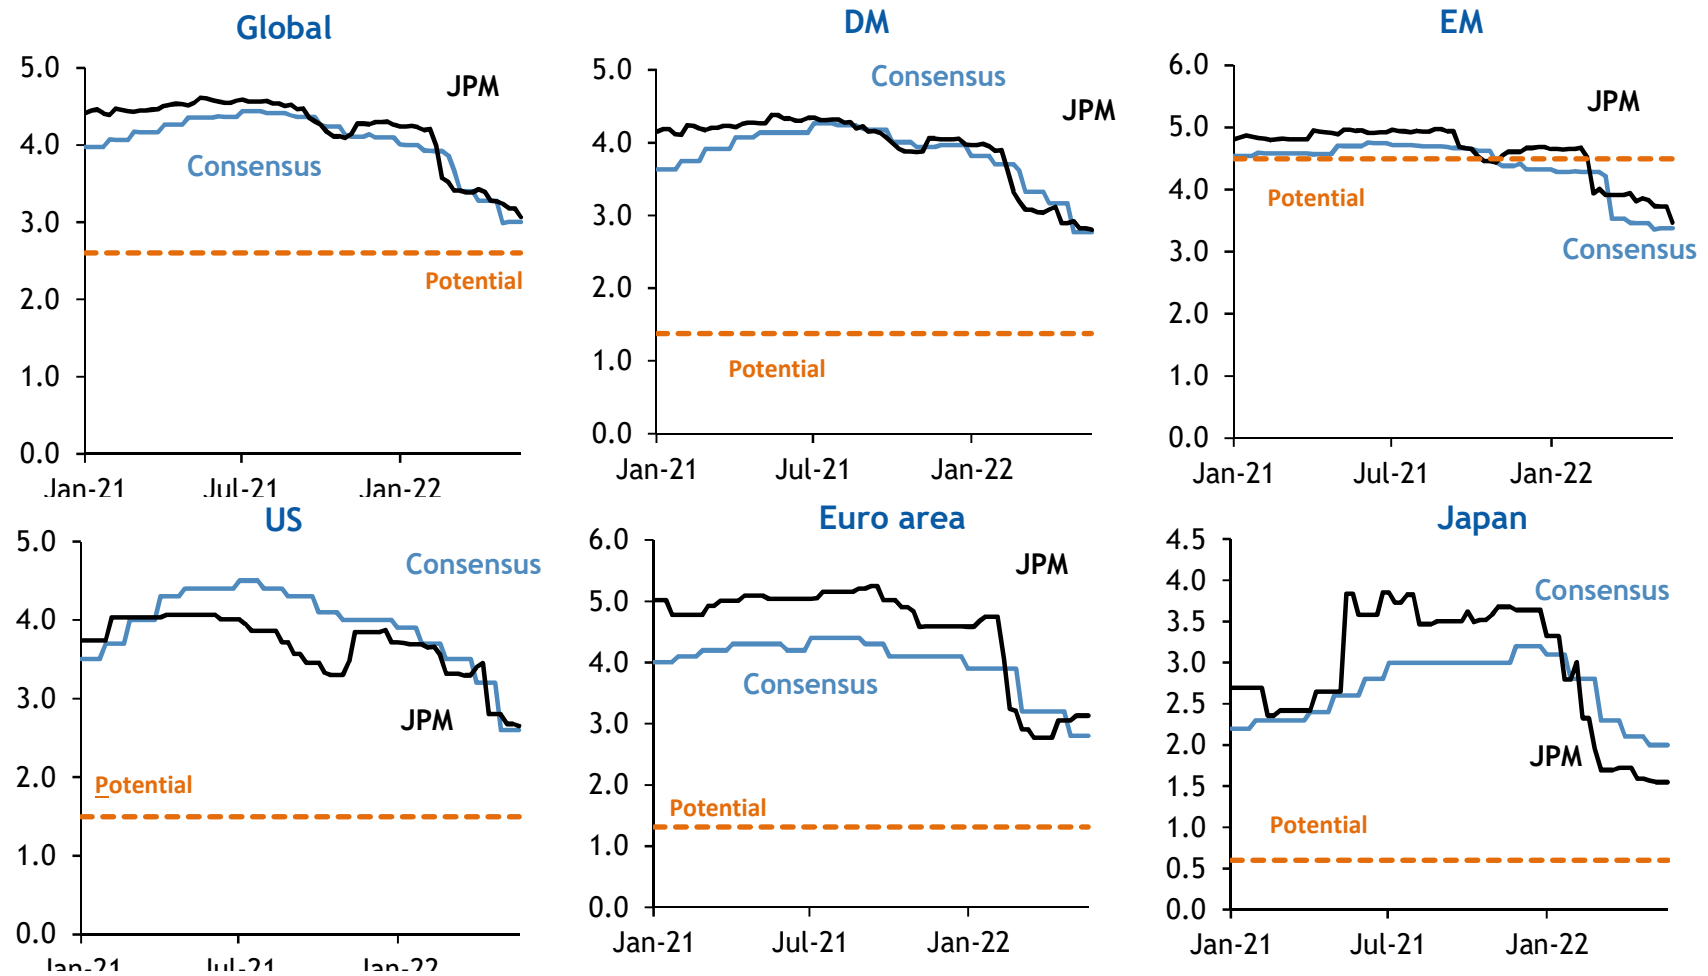 Global
5.0
4.0
3.0
2.0
1.0
0.0
JPM
Consensus
Potential
Jan-21 Jul-21 Jan-22
DM
5.0
4.0
3.0
2.0
1.0
0.0
Consensus
JPM
Potential
Jan-21 Jul-21 Jan-22
EM
6.0
5.0
4.0
3.0
2.0
1.0
0.0
JPM
Potential
Consensus
Jan-21 Jul-21 Jan-22
US
5.0
4.0
3.0
2.0
1.0
0.0
Consensus
JPM
Potential
Jan-21 Jul-21 Jan-22
Euro area
6.0
5.0
4.0
3.0
2.0
1.0
0.0
JPM
Consensus
Potential
Jan-21 Jul-21 Jan-22
Japan
4.5
4.0
3.5
3.0
2.5
2.0
1.5
1.0
0.5
0.0
Consensus
JPM
Potential
Jan-21 Jul-21 Jan-22